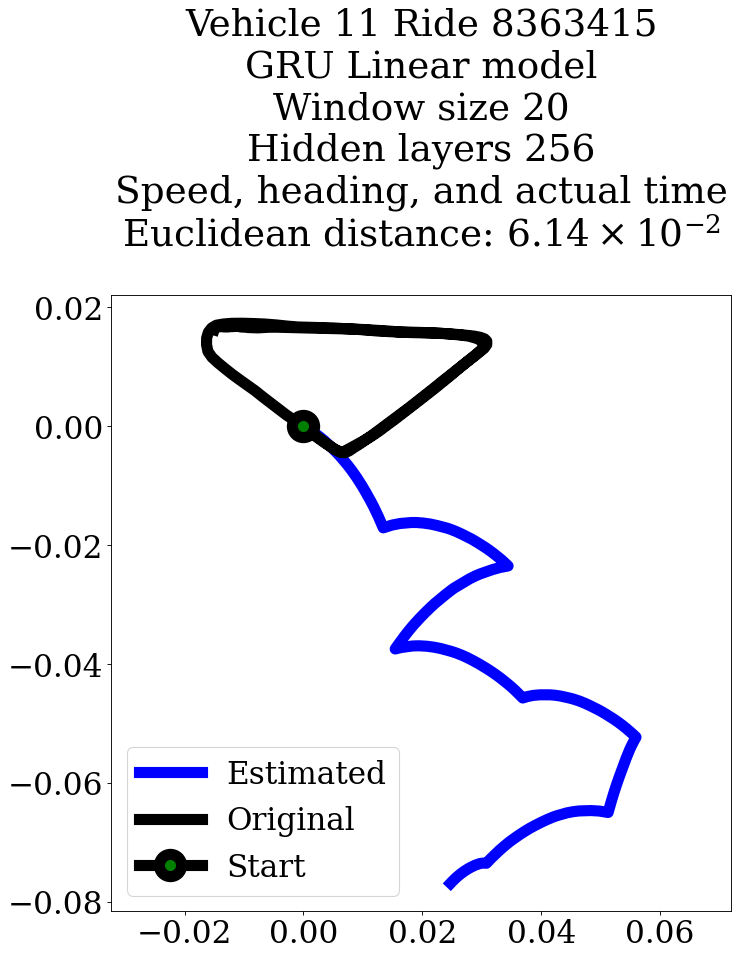 Vehicle 11 Ride 8363415
GRU Linear model
Window size 20
Hidden layers 256
Speed, heading, and actual time
Euclidean distance: 6.14 × 10⁻²
0.02
0.00
−0.02
−0.04
−0.06
−0.08
Estimated
Original
Start
−0.02 0.00 0.02 0.04 0.06